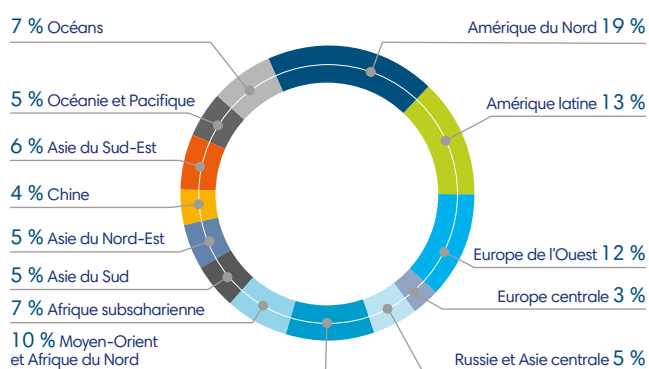 7 % Océans
Amérique du Nord 19 %
5 % Océanie et Pacifique
Amérique latine 13 %
6 % Asie du Sud-Est
4 % Chine
5 % Asie du Nord-Est
Europe de l'Ouest 12 %
5 % Asie du Sud
Europe centrale 3 %
7 % Afrique subsaharienne
10 % Moyen-Orient
et Afrique du Nord
Russie et Asie centrale 5 %